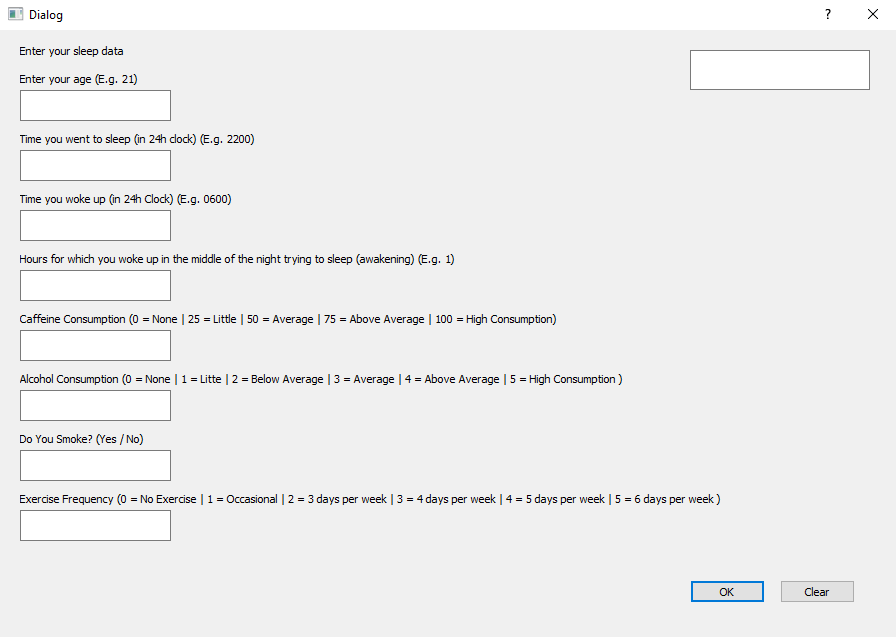 Dialog
?
Enter your sleep data
Enter your age (E.g. 21)
Time you went to sleep (in 24h clock) (E.g. 2200)
Time you woke up (in 24h Clock) (E.g. 0600)
Hours for which you woke up in the middle of the night trying to sleep (awakening) (E.g. 1)
Caffeine Consumption (0 = None | 25 = Little | 50 = Average | 75 = Above Average | 100 = High Consumption)
Alcohol Consumption (0 = None | 1 = Litte | 2 = Below Average | 3 = Average | 4 = Above Average | 5 = High Consumption )
Do You Smoke? (Yes / No)
Exercise Frequency (0 = No Exercise | 1 = Occasional | 2 = 3 days per week | 3 = 4 days per week | 4 = 5 days per week | 5 = 6 days per week )
OK
Clear